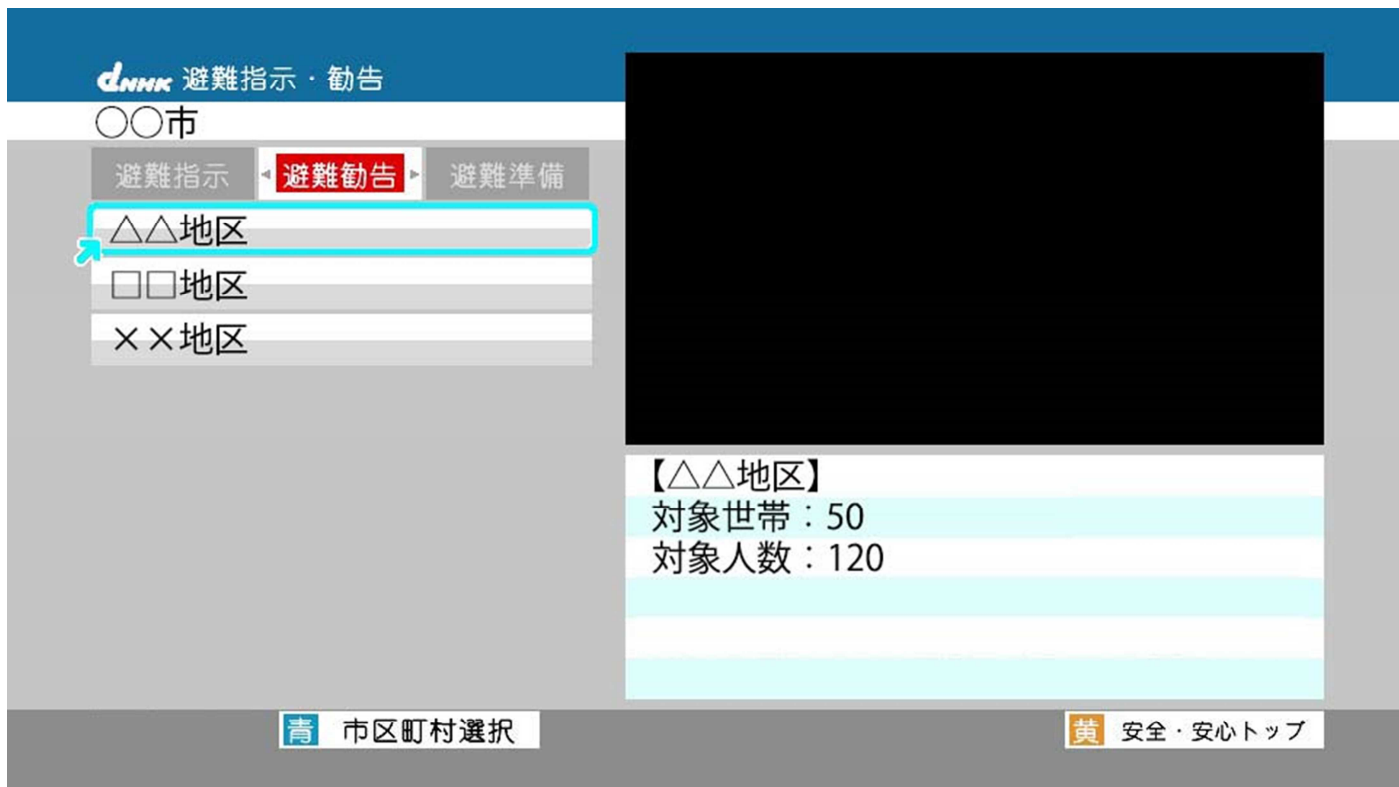 dNHK 避難指示・勧告
○○市
避難指示 ◀ 避難勧告 ▶ 避難準備
△△地区
□□地区
××地区
【△△地区】
対象世帯：50
対象人数：120
青 市区町村選択
黄 安全・安心トップ